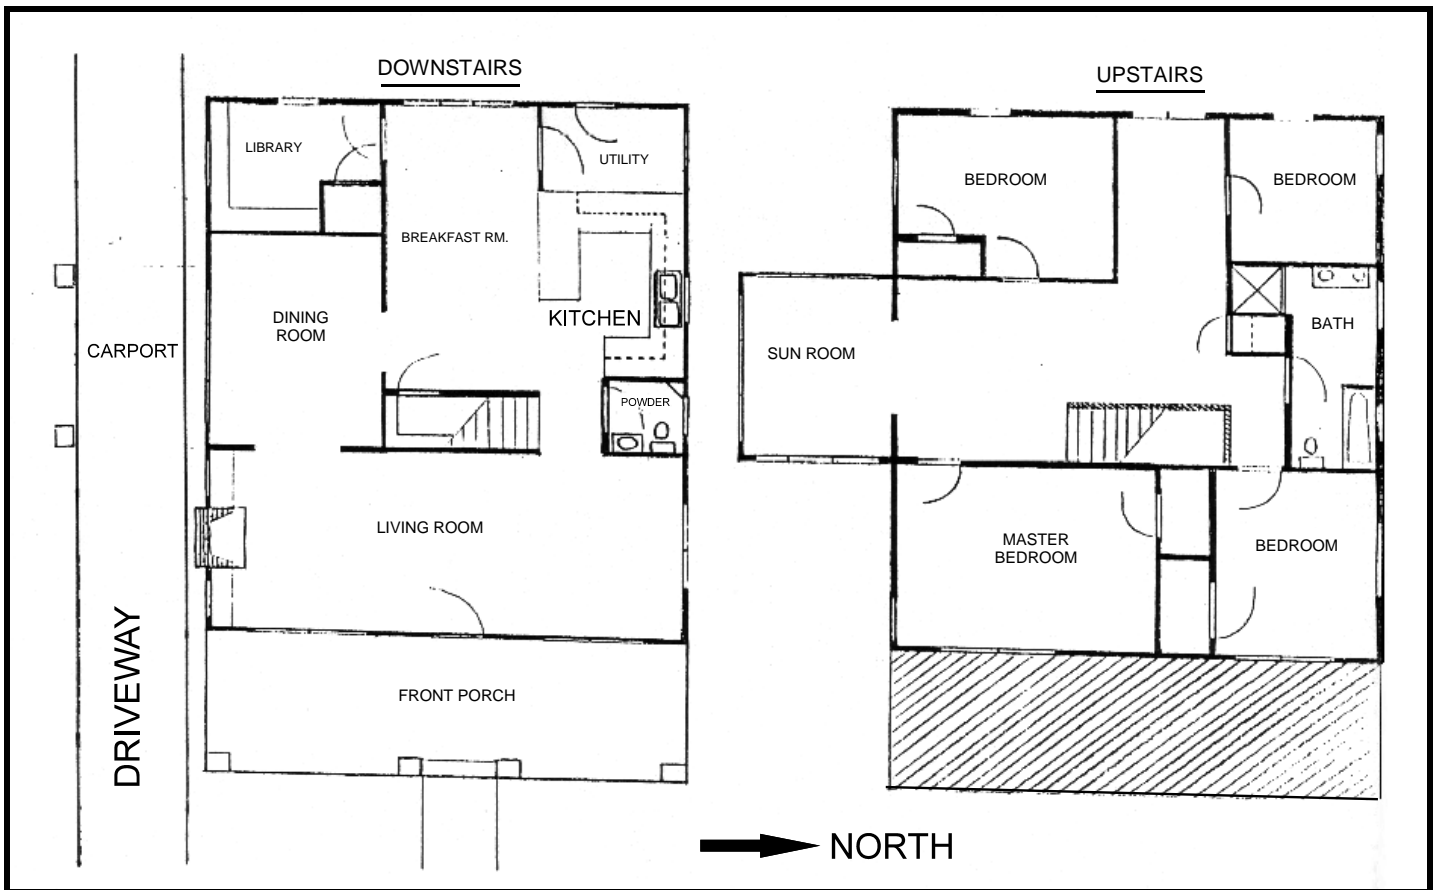 DOWNSTAIRS
UPSTAIRS
LIBRARY
UTILITY
BREAKFAST RM.
DINING
ROOM
KITCHEN
CARPORT
POWDER
LIVING ROOM
DRIVEWAY
FRONT PORCH
BEDROOM
BEDROOM
SUN ROOM
BATH
MASTER
BEDROOM
BEDROOM
NORTH